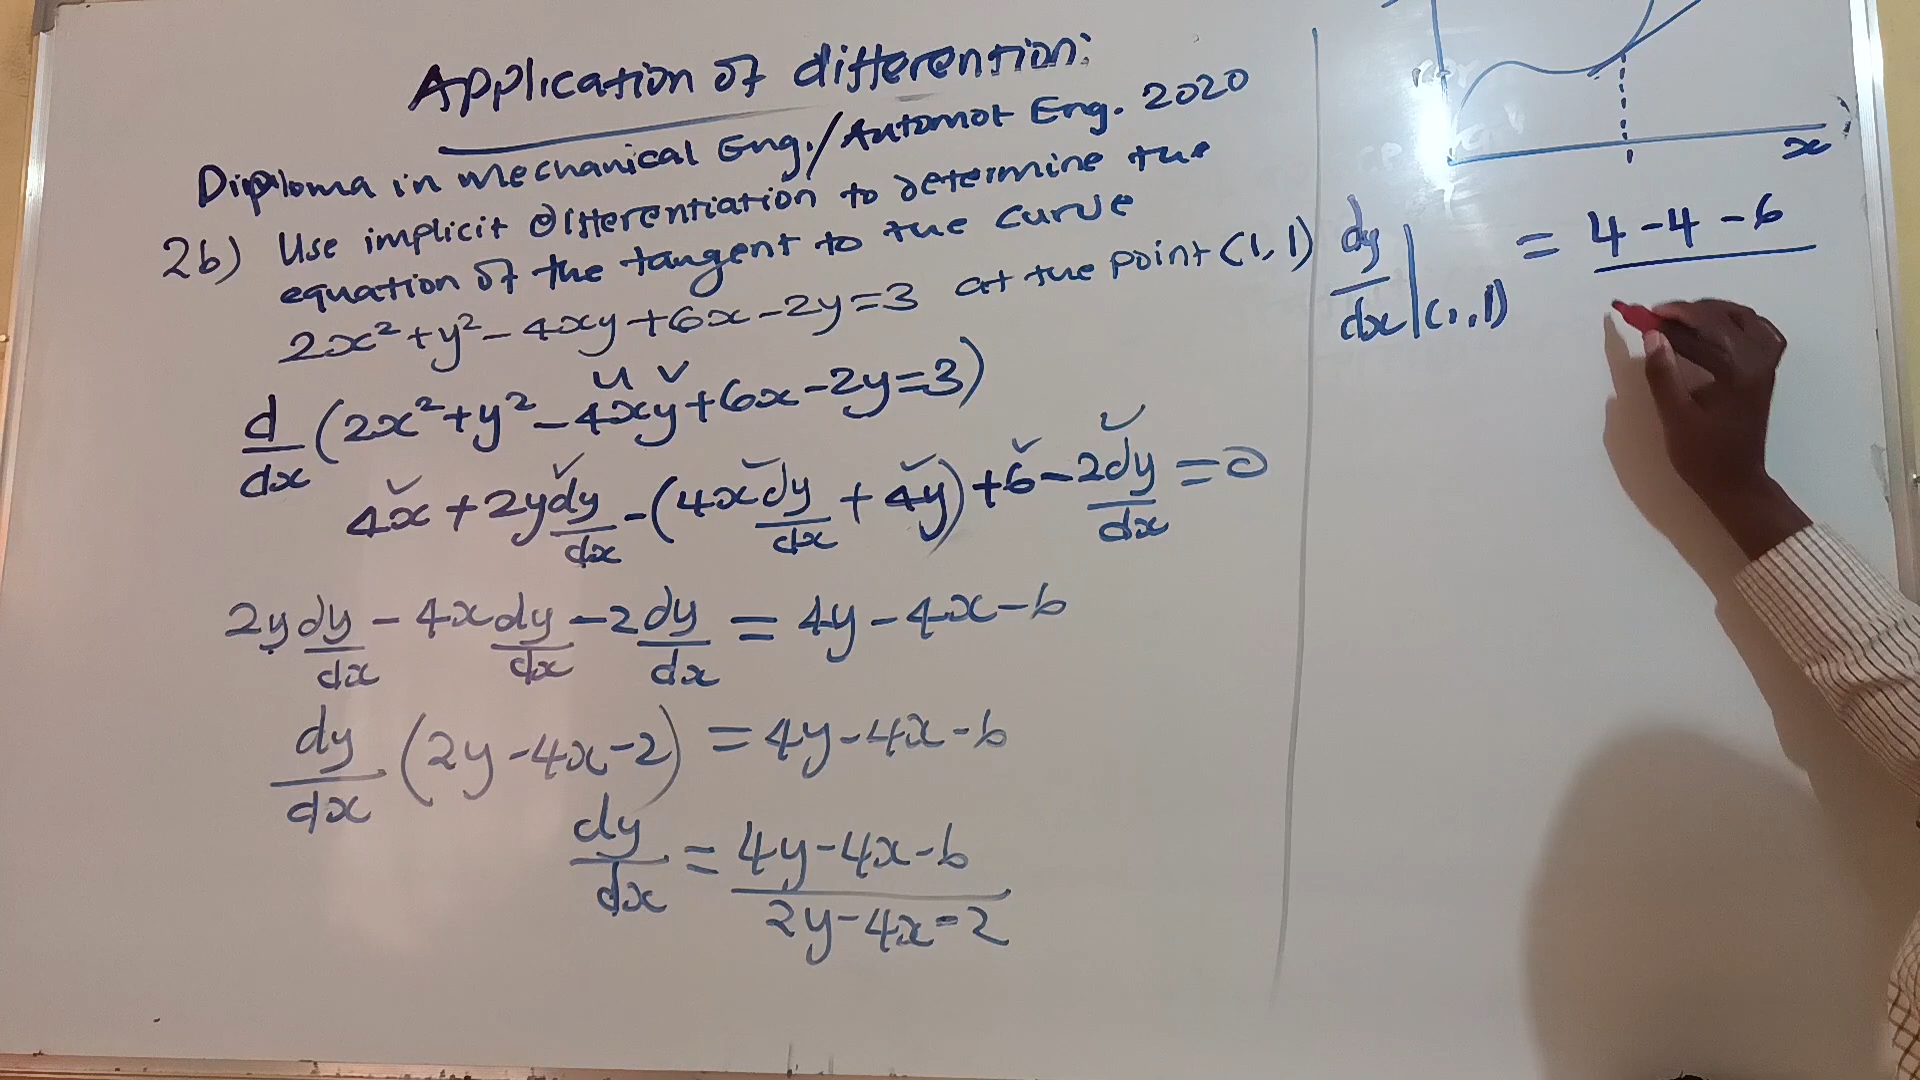 Application of differention:
Dipiloma in Mechanical Eng./Automot Eng. 2020
2b) Use implicit differentiation to determine the
equation of the tangent to the curve
2x² + y² - 4xy + 6x - 2y = 3 at the point (1, 1)
u v
d/dx (2x² + y² - 4xy + 6x - 2y = 3)
4x + 2y dy/dx - (4x dy/dx + 4y) + 6 - 2 dy/dx = 0
2y dy/dx - 4x dy/dx - 2 dy/dx = 4y - 4x - 6
dy/dx (2y - 4x - 2) = 4y - 4x - 6
dy/dx = 4y - 4x - 6 / 2y - 4x - 2
x
1
dy/dx |(1,1) = 4 - 4 - 6